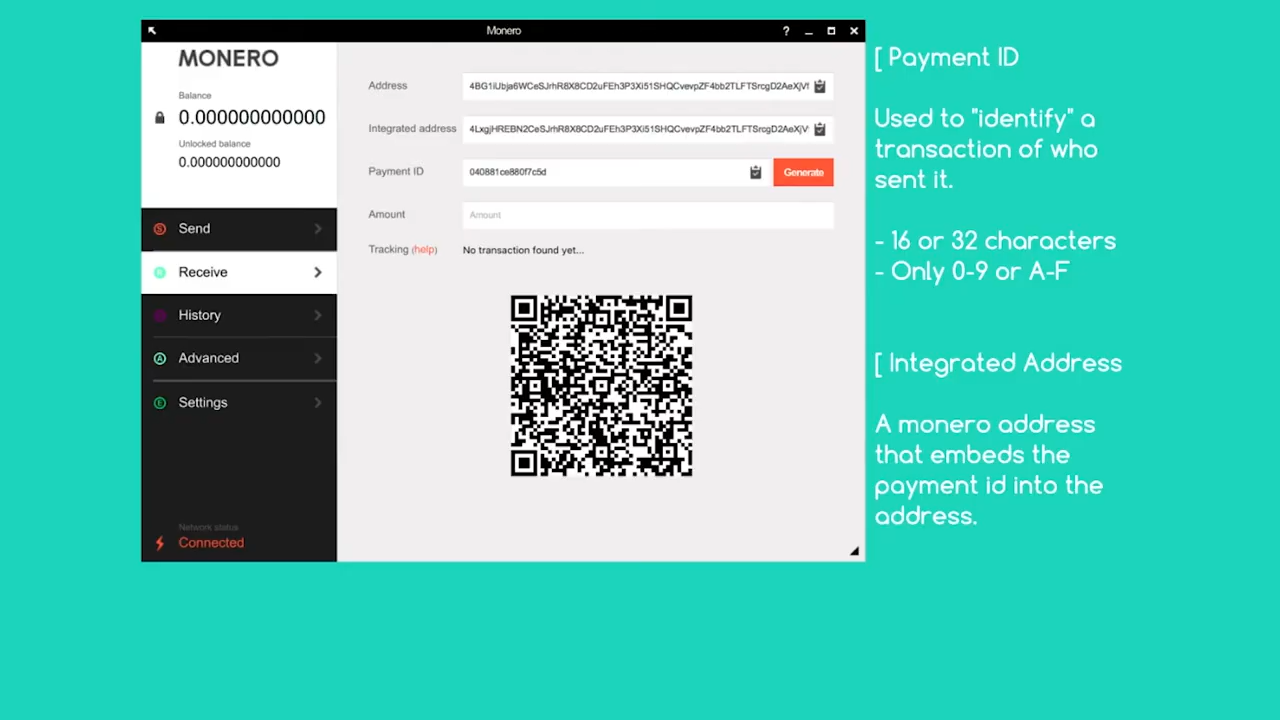 Monero
?
MONERO
Balance
0.000000000000
Unlocked balance
0.000000000000
Send
Receive
History
Advanced
Settings
Network status
Connected
Address
Integrated address
Payment ID
040881ce880f7c5d
Generate
Amount
Amount
Tracking (help)
No transaction found yet...
[ Payment ID
Used to "identify" a
transaction of who
sent it.
- 16 or 32 characters
- Only 0-9 or A-F
[ Integrated Address
A monero address
that embeds the
payment id into the
address.